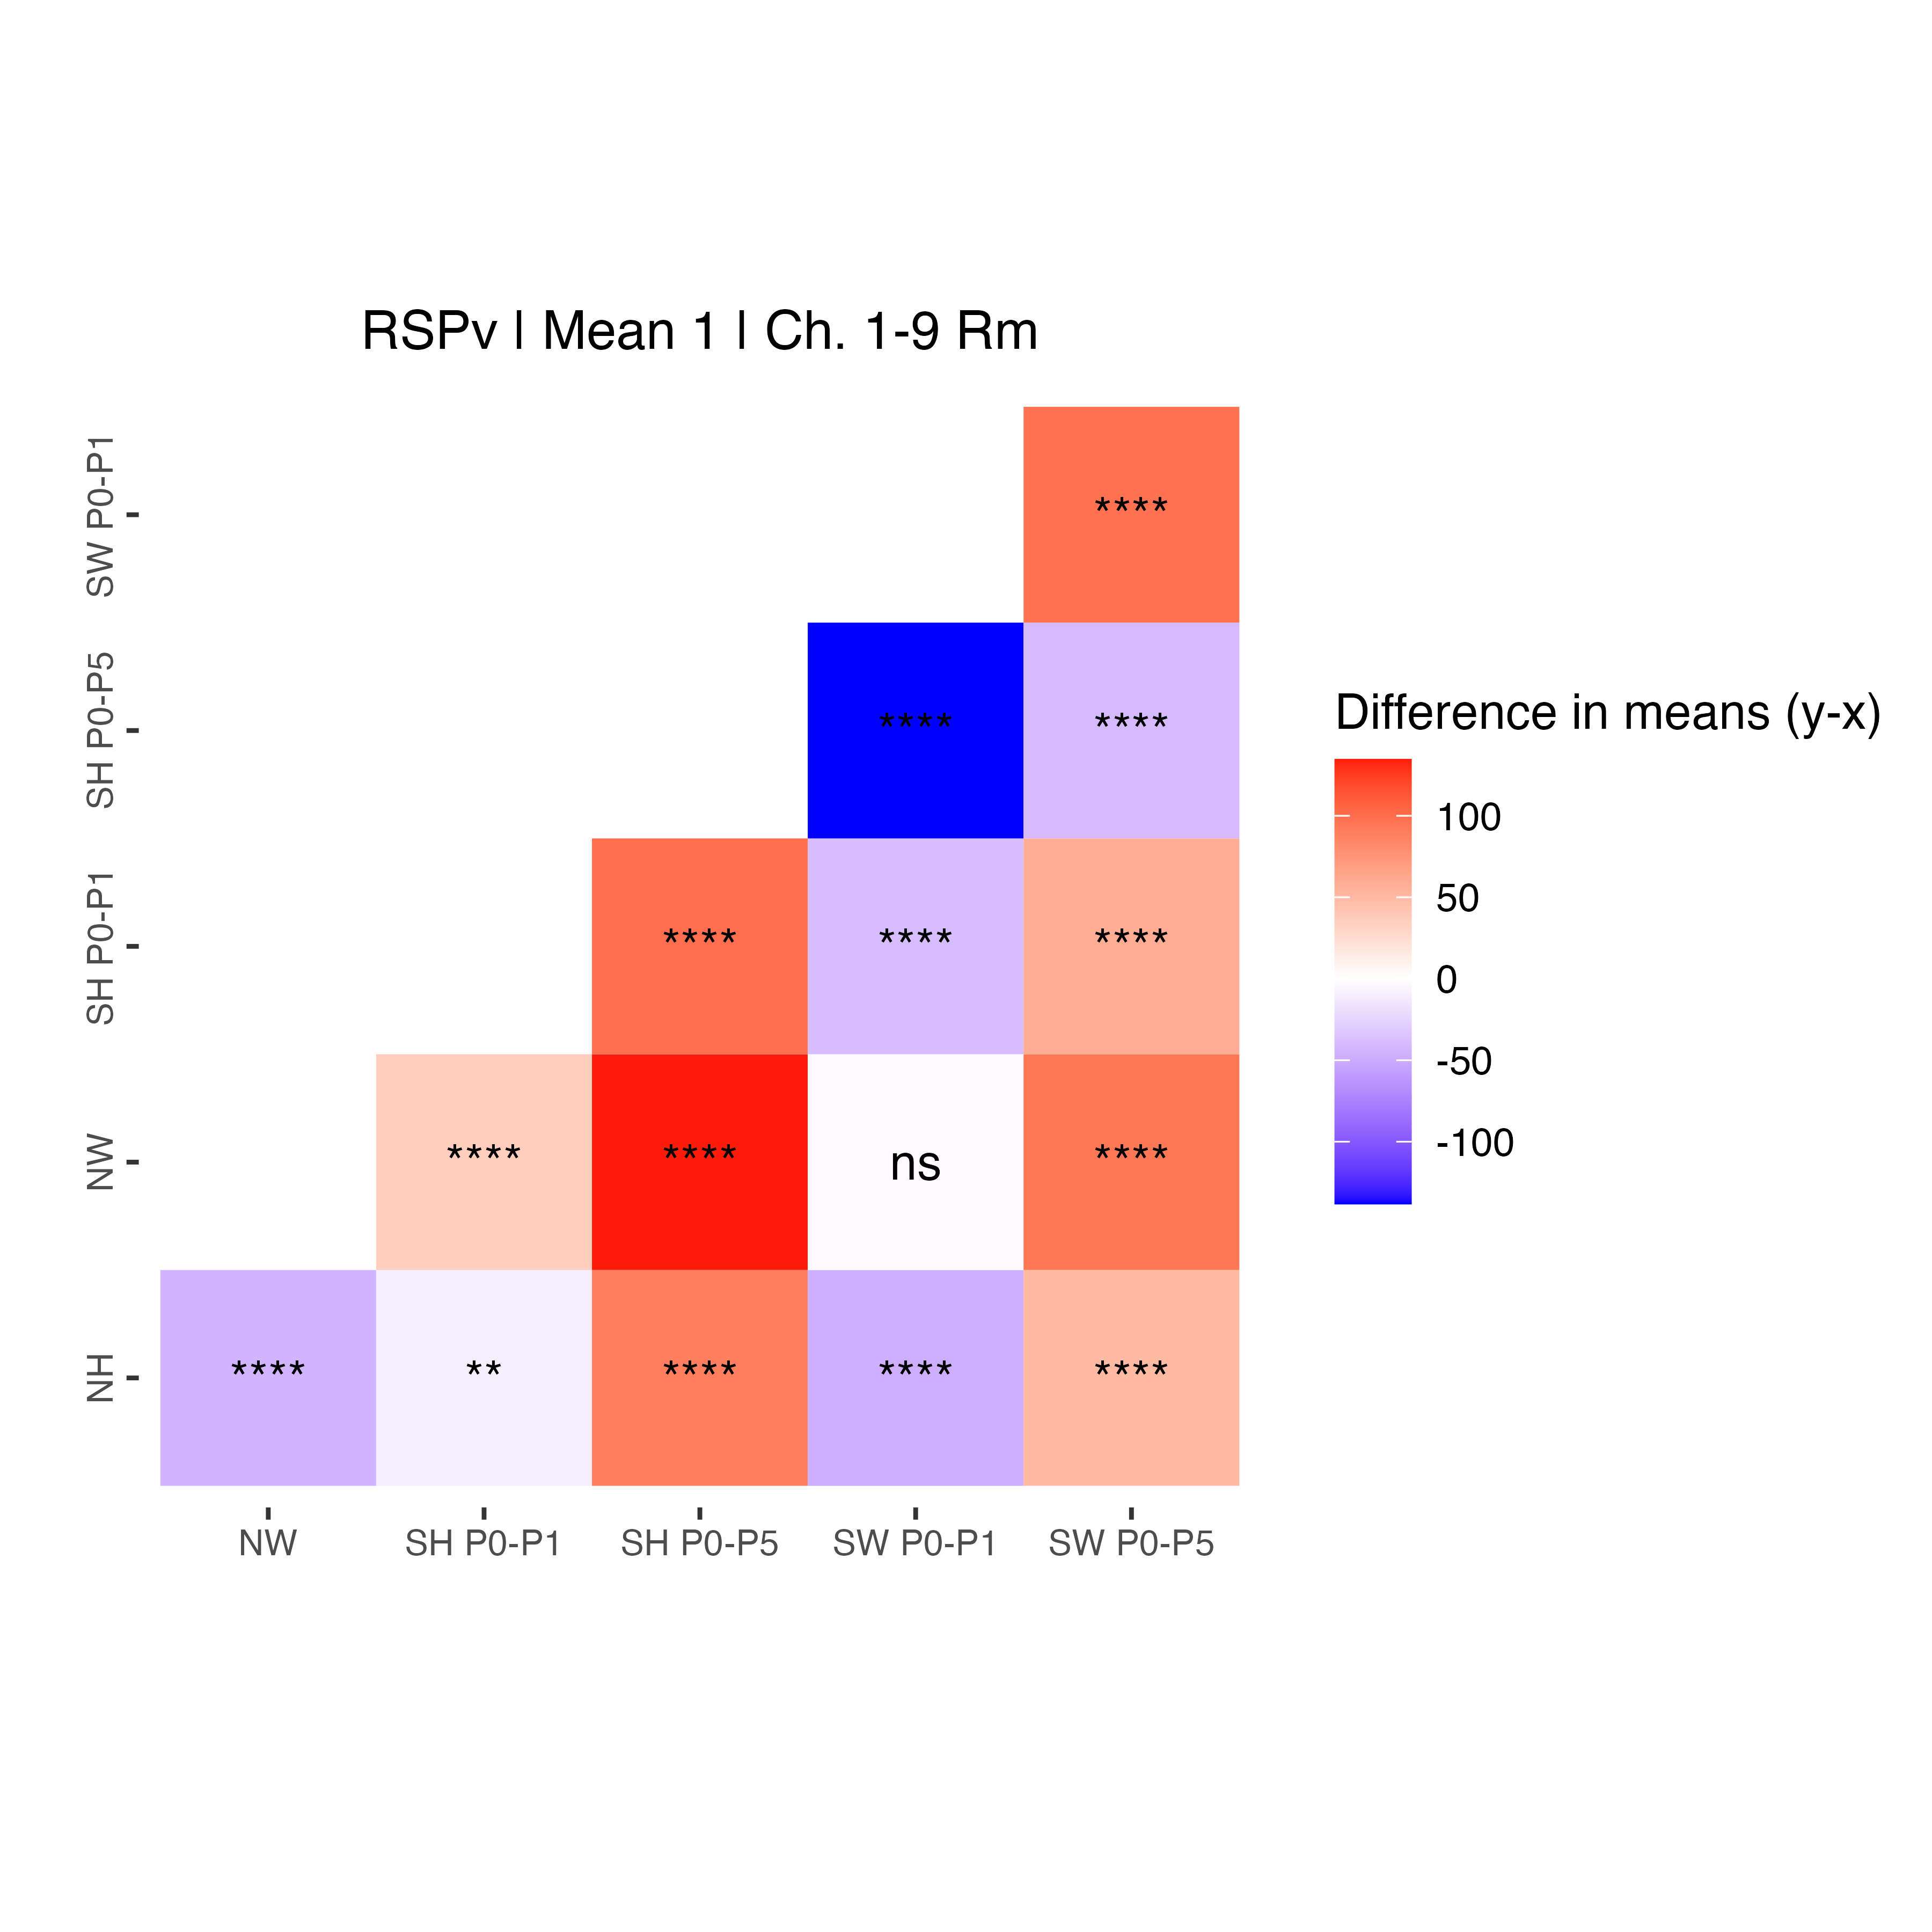 RSPv | Mean 1 | Ch. 1-9 Rm
SW P0-P1
****
SH P0-P5
**** ****
SH P0-P1
**** **** ****
NW
**** **** ns ****
NH
**** ** **** **** ****
NW SH P0-P1 SH P0-P5 SW P0-P1 SW P0-P5
Difference in means (y-x)
100
50
0
-50
-100